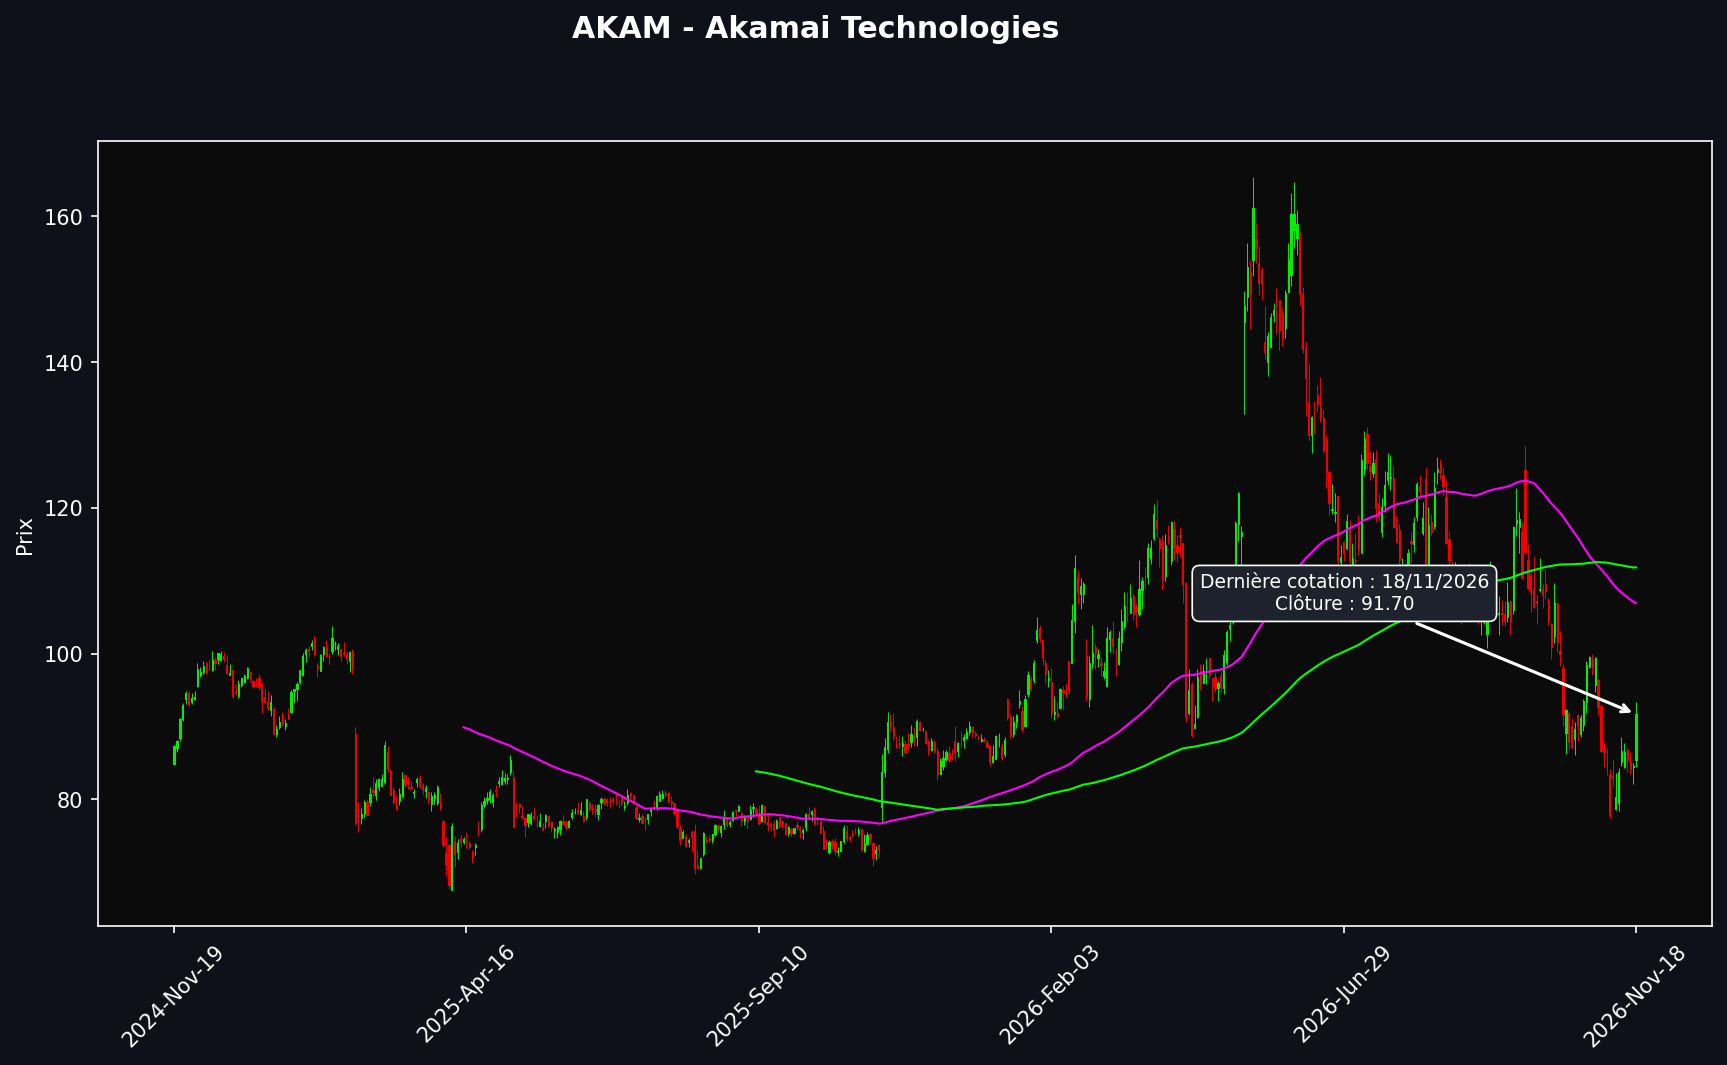 AKAM - Akamai Technologies
Prix
160
140
120
100
80
Dernière cotation : 18/11/2026
Clôture : 91.70
2024-Nov-19
2025-Apr-16
2025-Sep-10
2026-Feb-03
2026-Jun-29
2026-Nov-18